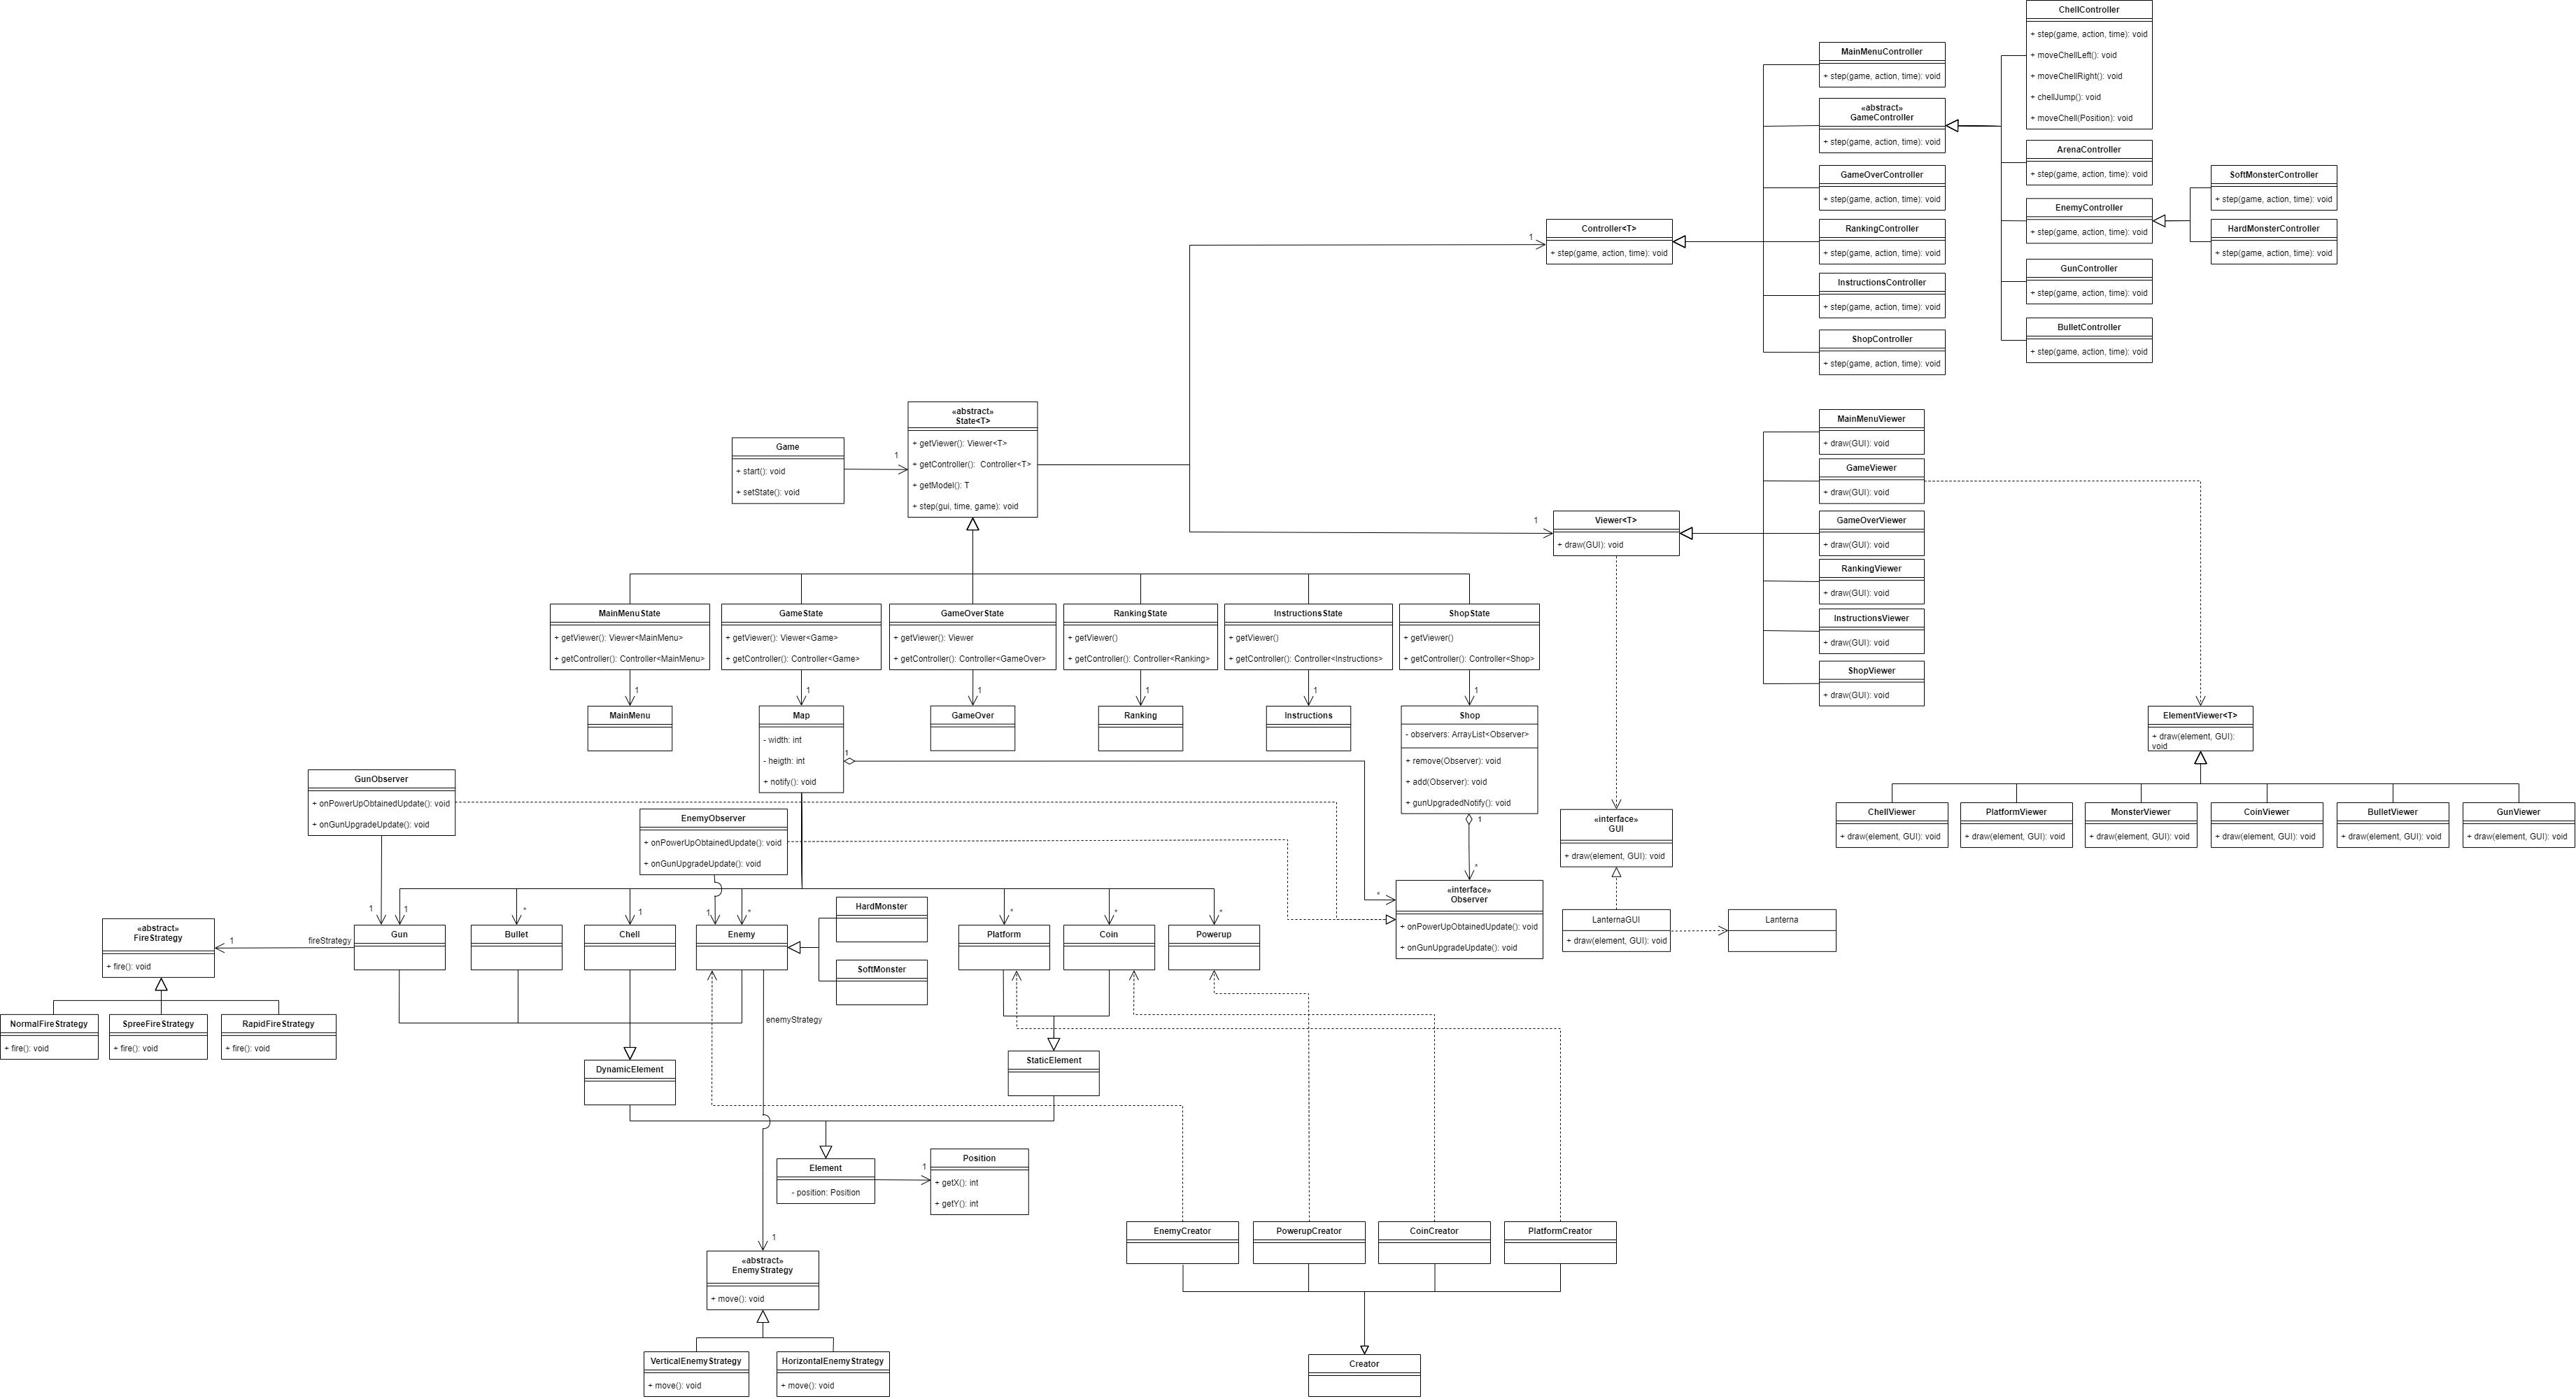 ChellController
+ step(game, action, time): void
+ moveChellLeft(): void
+ moveChellRight(): void
+ chellJump(): void
+ moveChell(Position): void
MainMenuController
+ step(game, action, time): void
«abstract»
GameController
+ step(game, action, time): void
ArenaController
+ step(game, action, time): void
GameOverController
+ step(game, action, time): void
SoftMonsterController
+ step(game, action, time): void
EnemyController
+ step(game, action, time): void
HardMonsterController
+ step(game, action, time): void
1
Controller<T>
+ step(game, action, time): void
RankingController
+ step(game, action, time): void
GunController
+ step(game, action, time): void
InstructionsController
+ step(game, action, time): void
BulletController
+ step(game, action, time): void
ShopController
+ step(game, action, time): void
«abstract»
State<T>
+ getViewer(): Viewer<T>
+ getController():  Controller<T>
+ getModel(): T
+ step(gui, time, game): void
Game
+ start(): void
+ setState(): void
1
MainMenuViewer
+ draw(GUI): void
GameViewer
+ draw(GUI): void
1
Viewer<T>
+ draw(GUI): void
GameOverViewer
+ draw(GUI): void
RankingViewer
+ draw(GUI): void
InstructionsViewer
+ draw(GUI): void
ShopViewer
+ draw(GUI): void
MainMenuState
+ getViewer(): Viewer<MainMenu>
+ getController(): Controller<MainMenu>
GameState
+ getViewer(): Viewer<Game>
+ getController(): Controller<Game>
GameOverState
+ getViewer(): Viewer
+ getController(): Controller<GameOver>
RankingState
+ getViewer()
+ getController(): Controller<Ranking>
InstructionsState
+ getViewer()
+ getController(): Controller<Instructions>
ShopState
+ getViewer()
+ getController(): Controller<Shop>
1
1
1
1
1
1
MainMenu
Map
- width: int
- heigth: int
+ notify(): void
1
GameOver
Ranking
Instructions
Shop
- observers: ArrayList<Observer>
+ remove(Observer): void
+ add(Observer): void
+ gunUpgradedNotify(): void
1
*
ElementViewer<T>
+ draw(element, GUI):
void
GunObserver
+ onPowerUpObtainedUpdate(): void
+ onGunUpgradeUpdate(): void
EnemyObserver
+ onPowerUpObtainedUpdate(): void
+ onGunUpgradeUpdate(): void
«interface»
GUI
+ draw(element, GUI): void
ChellViewer
+ draw(element, GUI): void
PlatformViewer
+ draw(element, GUI): void
MonsterViewer
+ draw(element, GUI): void
CoinViewer
+ draw(element, GUI): void
BulletViewer
+ draw(element, GUI): void
GunViewer
+ draw(element, GUI): void
*
«interface»
Observer
+ onPowerUpObtainedUpdate(): void
+ onGunUpgradeUpdate(): void
LanternaGUI
+ draw(element, GUI): void
Lanterna
1
1
*
1
1
*
*
*
*
«abstract»
FireStrategy
+ fire(): void
1
fireStrategy
Gun
Bullet
Chell
Enemy
HardMonster
SoftMonster
Platform
Coin
Powerup
NormalFireStrategy
+ fire(): void
SpreeFireStrategy
+ fire(): void
RapidFireStrategy
+ fire(): void
enemyStrategy
DynamicElement
StaticElement
Element
- position: Position
1
Position
+ getX(): int
+ getY(): int
1
«abstract»
EnemyStrategy
+ move(): void
EnemyCreator
PowerupCreator
CoinCreator
PlatformCreator
VerticalEnemyStrategy
+ move(): void
HorizontalEnemyStrategy
+ move(): void
Creator